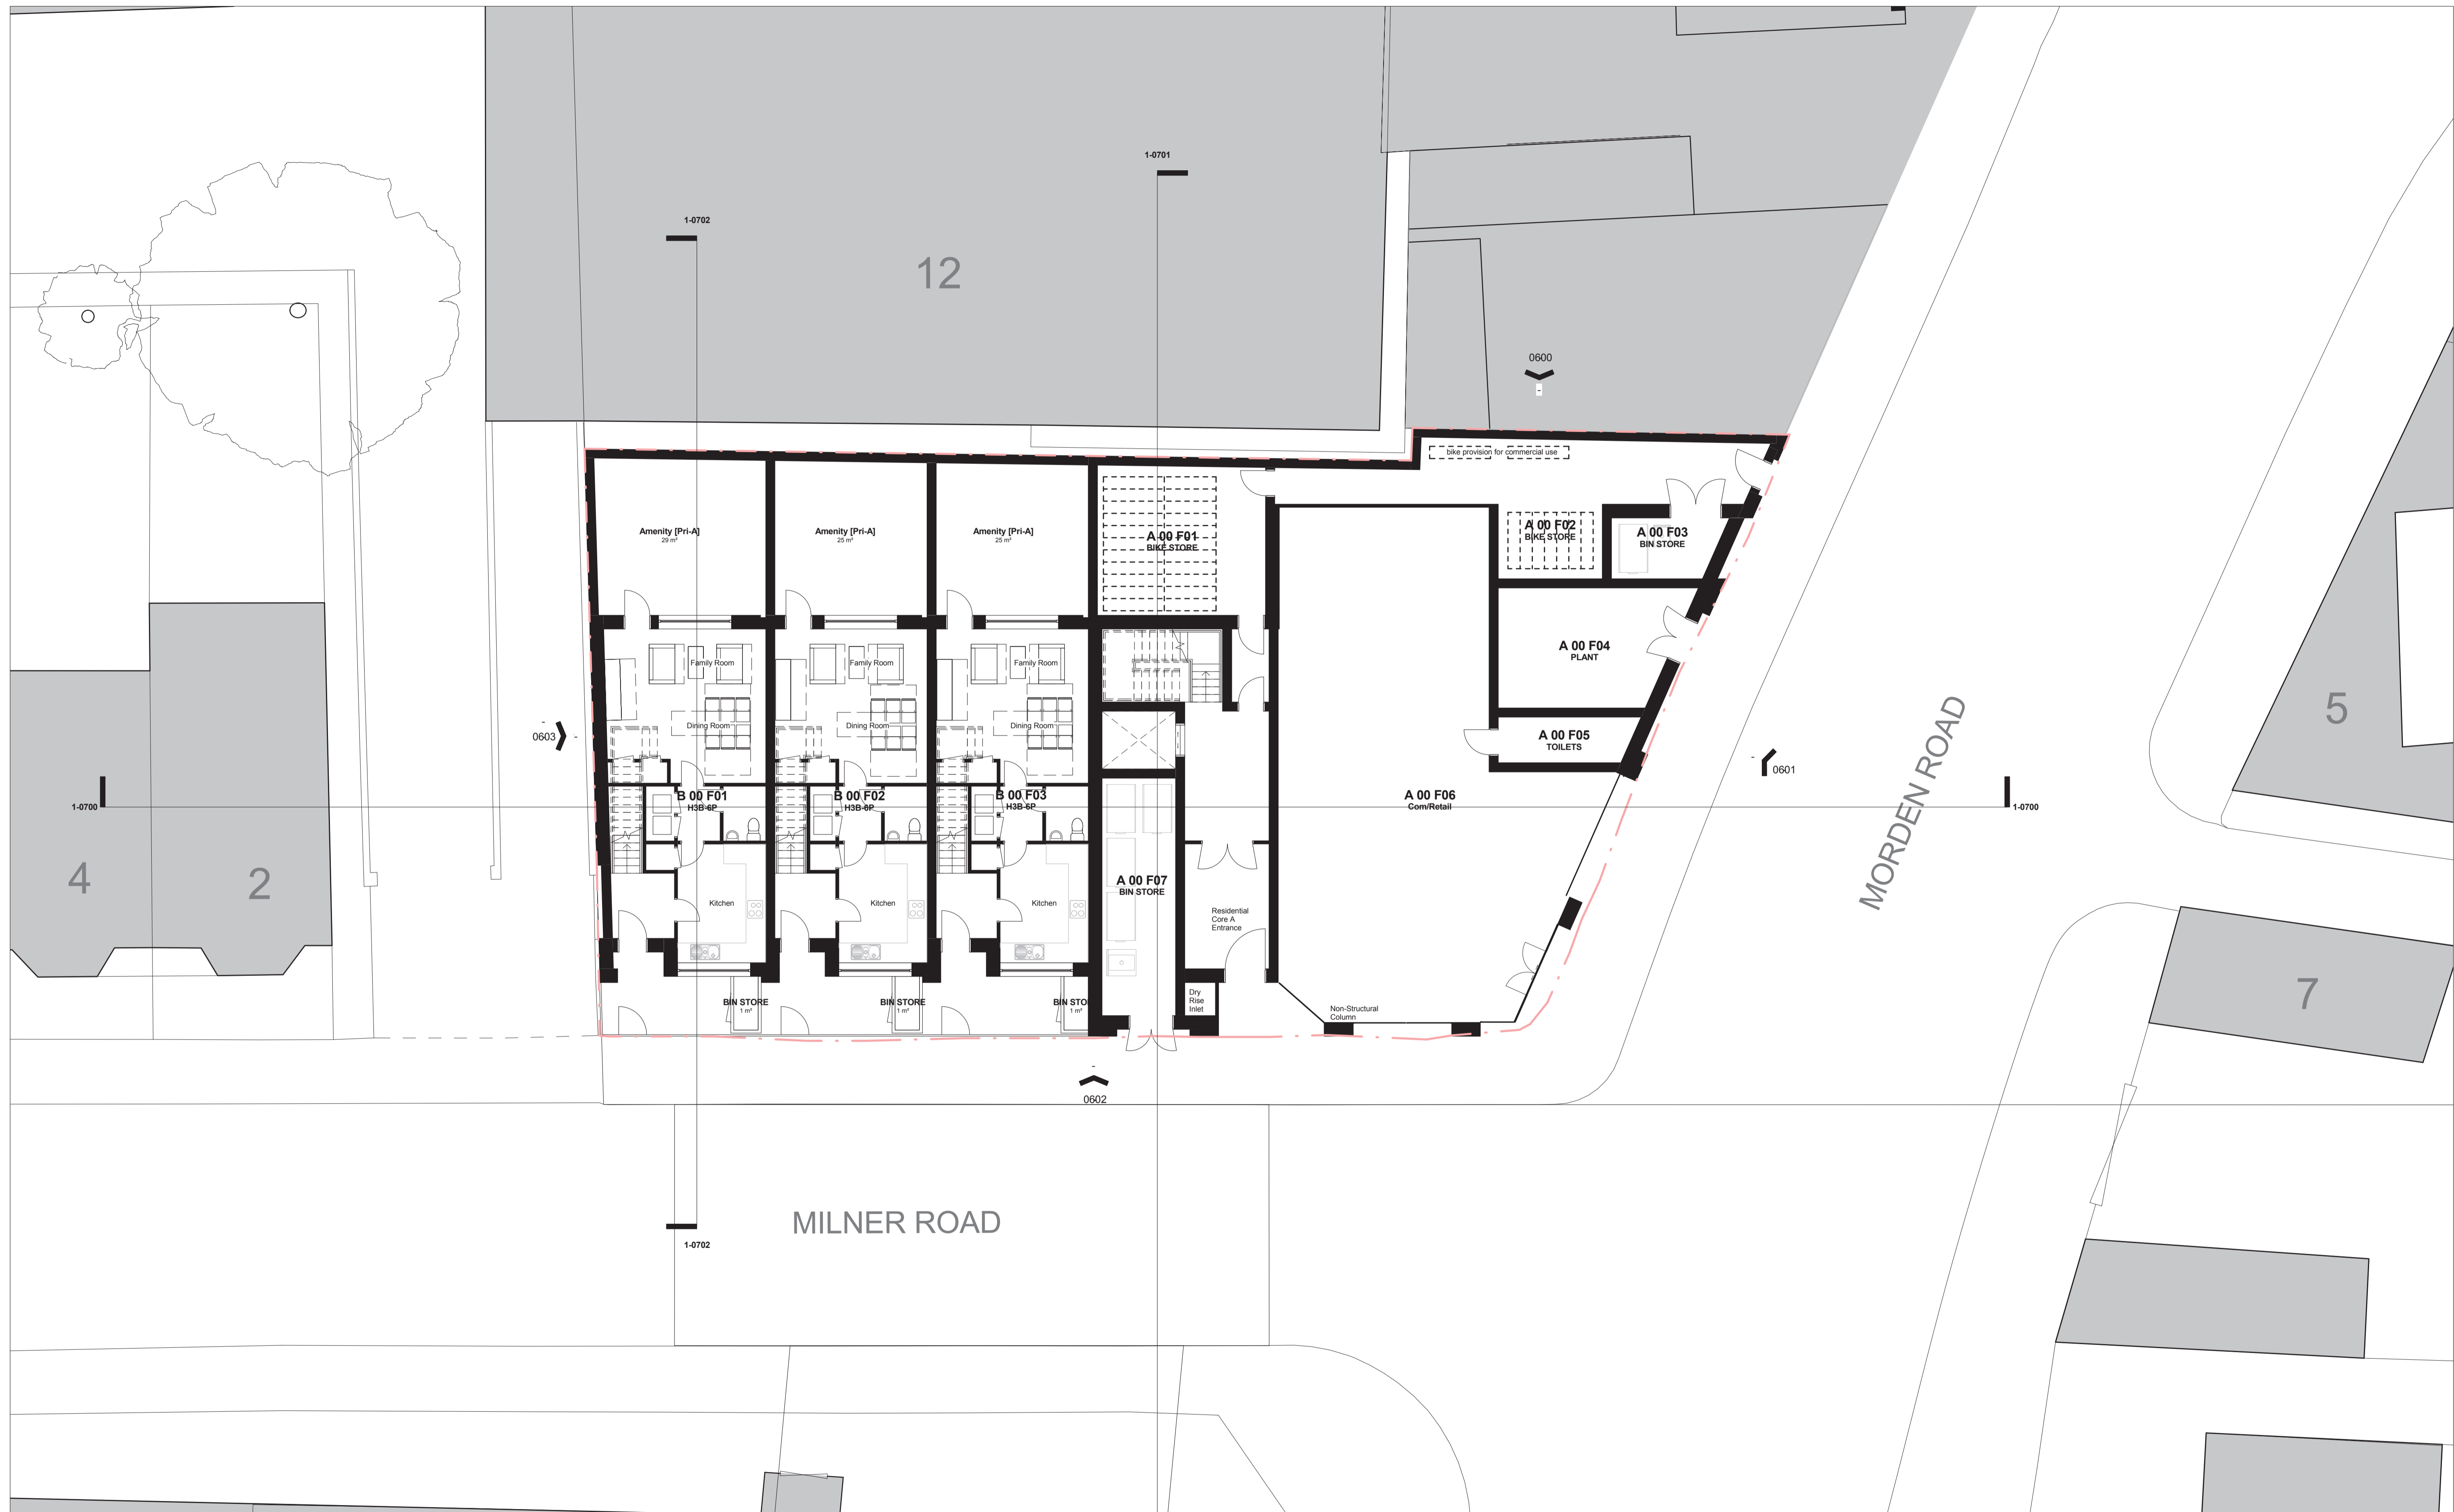 1-0701
1-0702
12
0600
-
bike provision for commercial use
Amenity [Pri-A]
29 m²
Amenity [Pri-A]
25 m²
Amenity [Pri-A]
25 m²
A 00 F01
BIKE STORE
A 00 F02
BIKE STORE
A 00 F03
BIN STORE
A 00 F04
PLANT
Family Room
Family Room
Family Room
Dining Room
Dining Room
Dining Room
-
0603
-
A 00 F05
TOILETS
-
0601
MORDEN ROAD
5
1-0700
B 00 F01
H3B-6P
B 00 F02
H3B-6P
B 00 F03
H3B-6P
A 00 F06
Com/Retail
1-0700
4
2
A 00 F07
BIN STORE
Kitchen
Kitchen
Kitchen
Residential
Core A
Entrance
7
BIN STORE
1 m²
BIN STORE
1 m²
BIN STO
1 m²
Dry
Rise
Inlet
Non-Structural
Column
-
0602
MILNER ROAD
1-0702